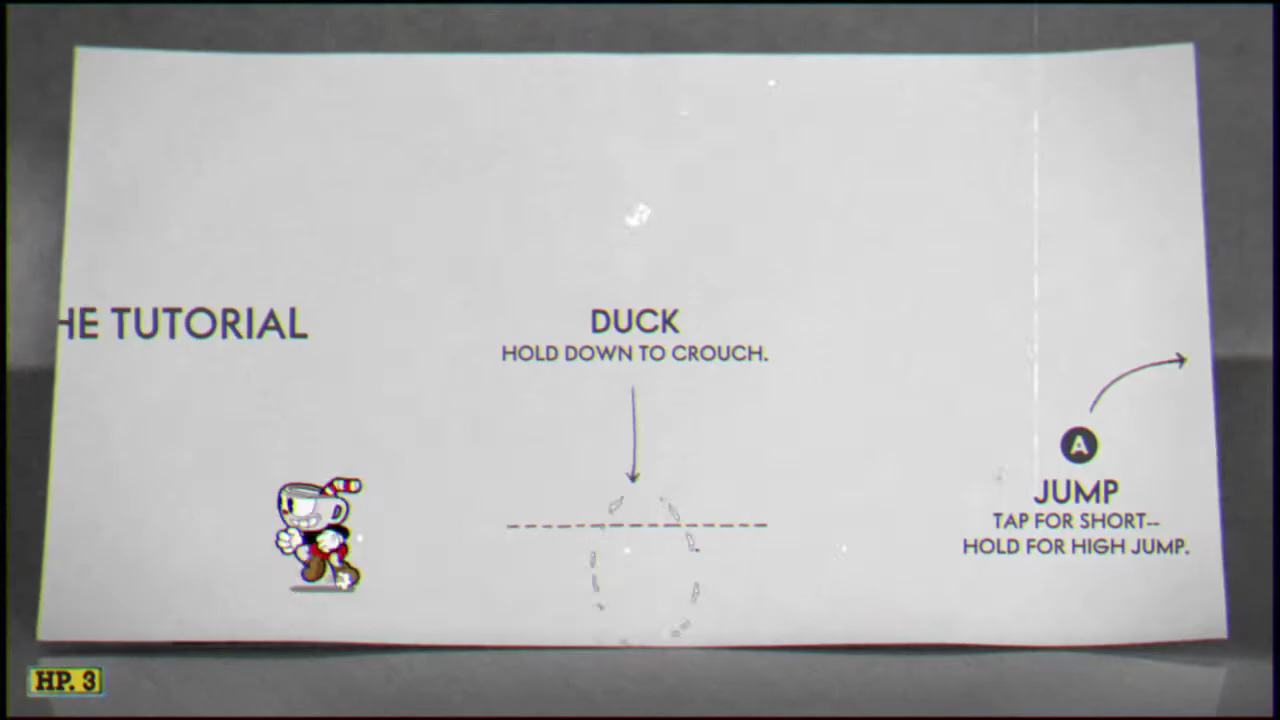 HE TUTORIAL
DUCK
HOLD DOWN TO CROUCH.
A
JUMP
TAP FOR SHORT--
HOLD FOR HIGH JUMP.
HP. 3